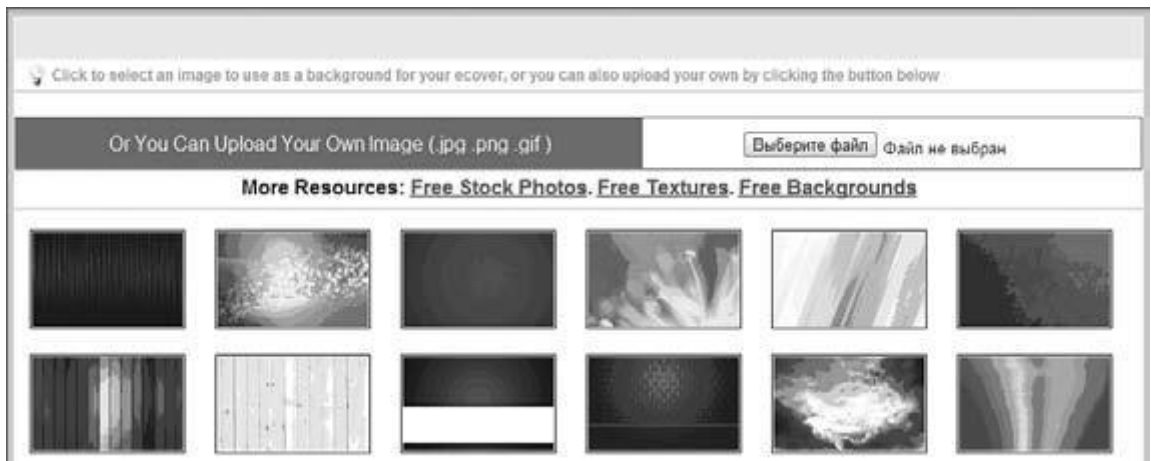 Click to select an image to use as a background for your ecover, or you can also upload your own by clicking the button below
Or You Can Upload Your Own Image (.jpg .png .gif ) Выберите файл Файл не выбран
More Resources: Free Stock Photos. Free Textures. Free Backgrounds